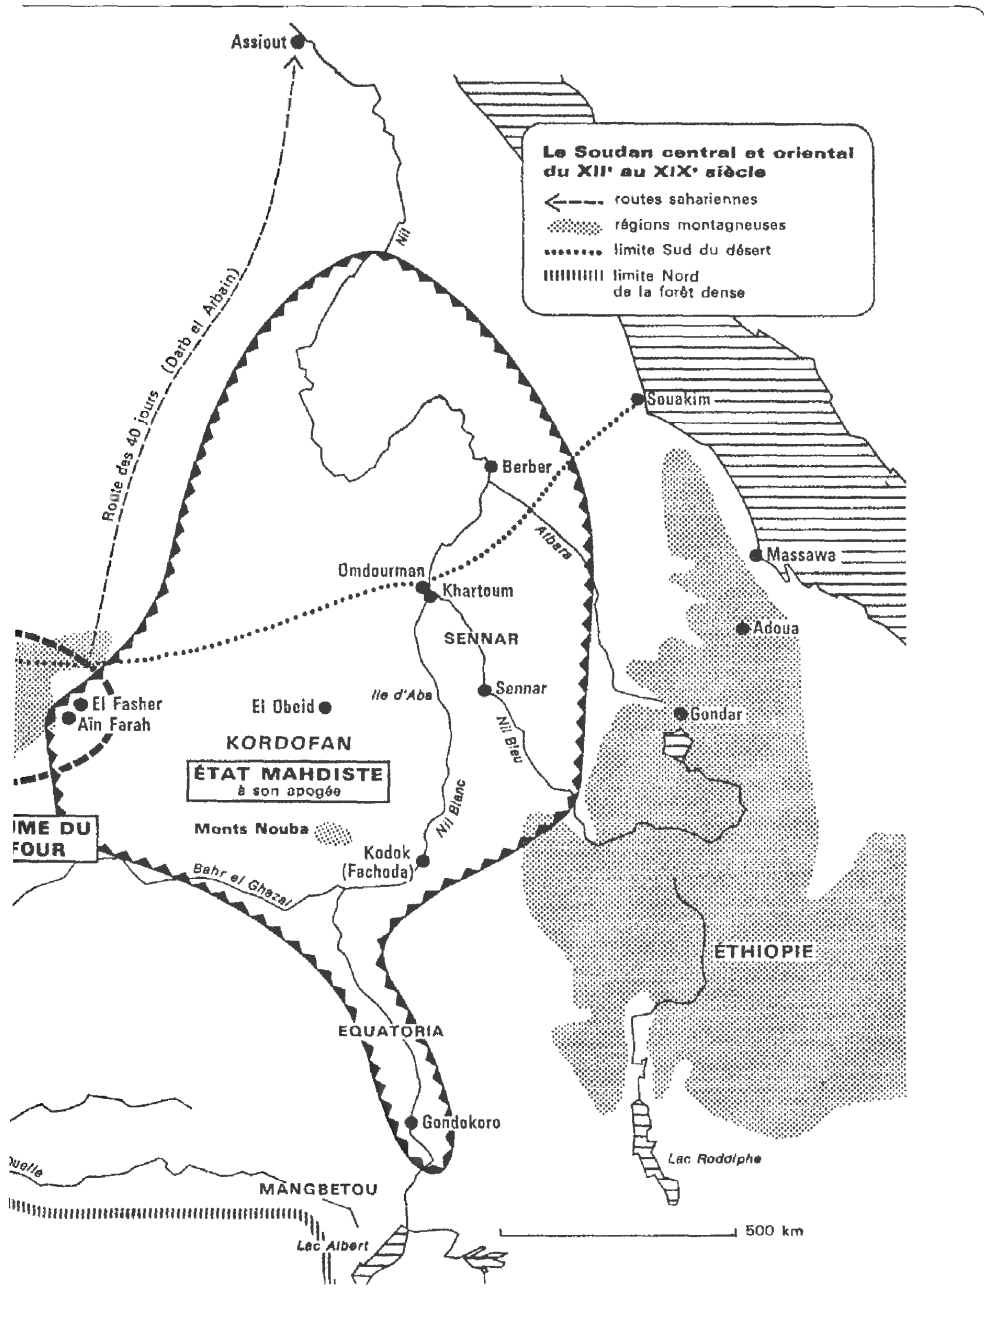 Assiout
Le Soudan central et oriental
du XIIᵉ au XIXᵉ siècle
routes sahariennes
régions montagneuses
limite Sud du désert
limite Nord
de la forêt dense
Nil
Route des 40 jours (Darb el Arbain)
Souakim
Berber
Atbara
Massawa
Omdourman
Khartoum
SENNAR
Adoua
Ile d'Aba
Sennar
El Fasher
Aïn Farah
El Obeid
Gondar
KORDOFAN
Nil Bleu
ÉTAT MAHDISTE
à son apogée
Nil Blanc
UME DU
FOUR
Monts Nouba
Kodok
(Fachoda)
Bahr el Ghazal
ÉTHIOPIE
EQUATORIA
Gondokoro
Lac Rodolphe
ouelle
MANGBETOU
Lac Albert
500 km